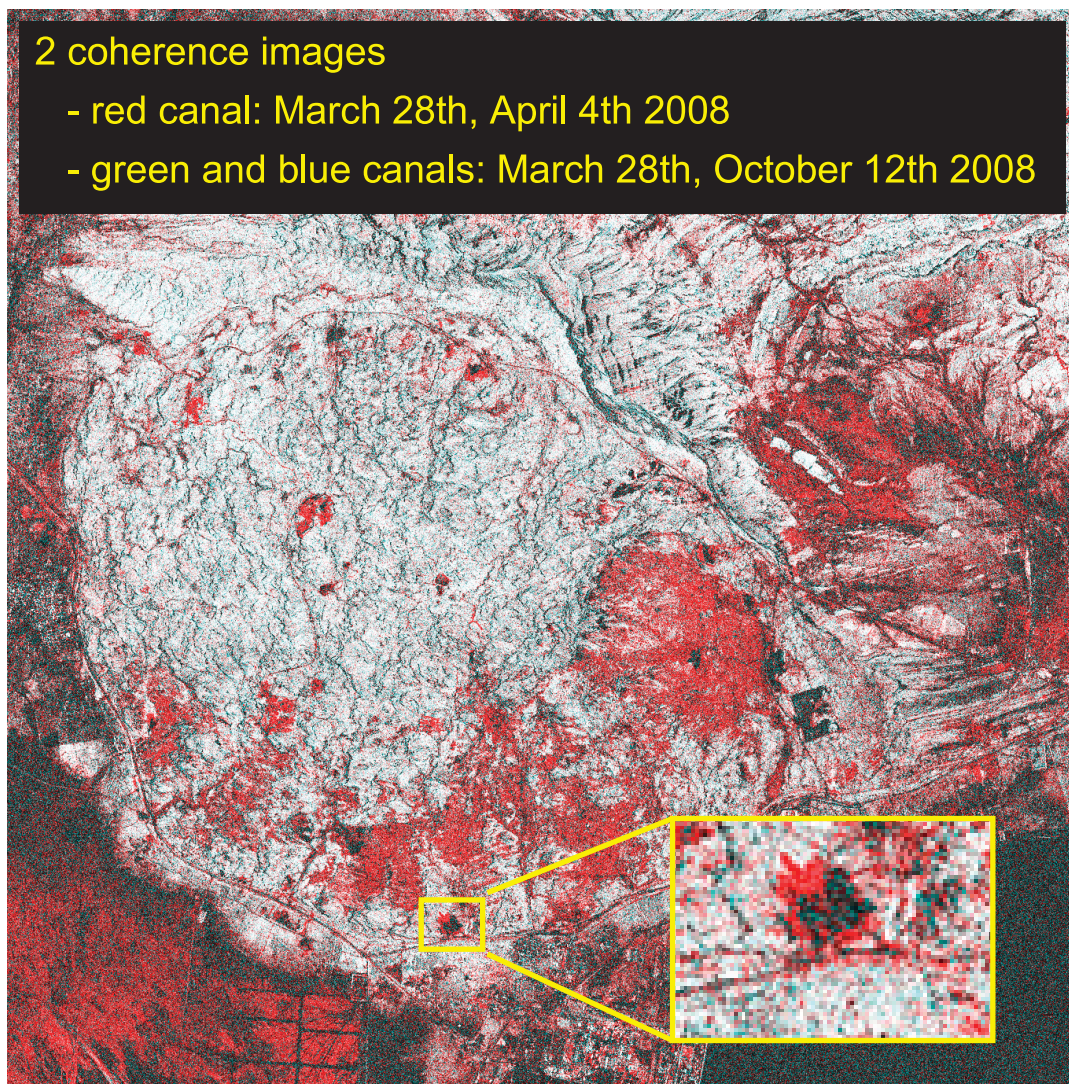 2 coherence images
- red canal: March 28th, April 4th 2008
- green and blue canals: March 28th, October 12th 2008